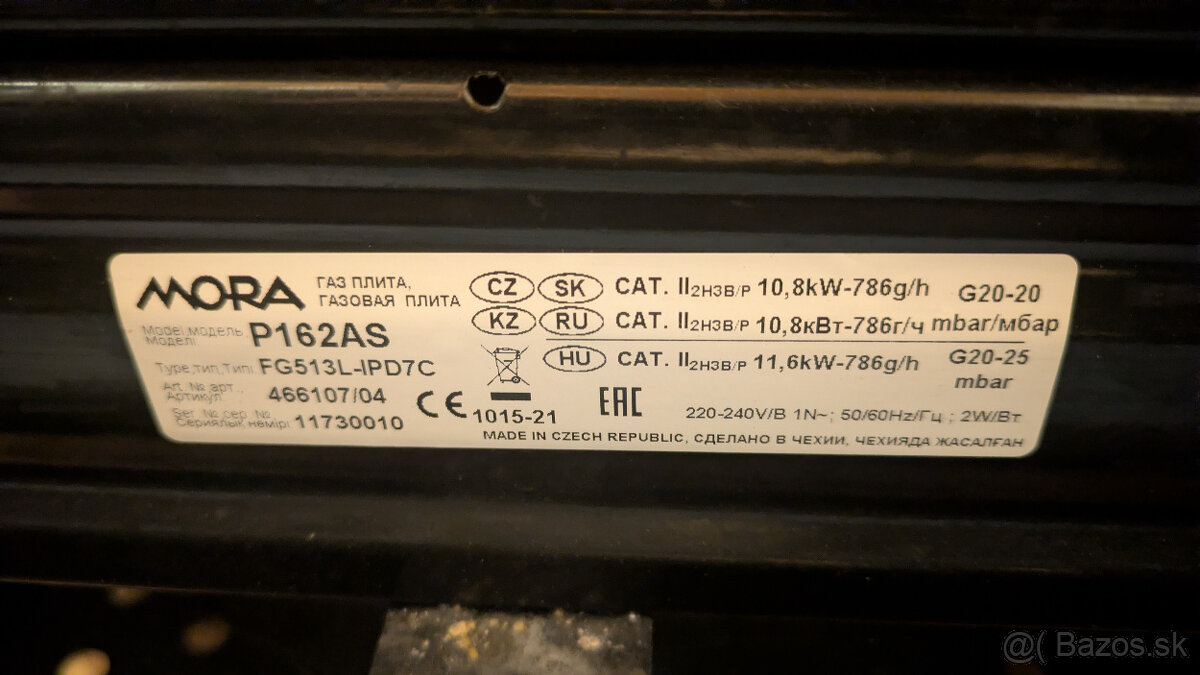 MORA ГАЗ ПЛИТА,
ГАЗОВАЯ ПЛИТА
Model модель P162AS
Моделі
Type тип Типі FG513L-IPD7C
Art. № арт. 466107/04
Артикул.
Ser № сер. № 11730010
Сериялык немірі
CE 1015-21
CZ SK CAT. II2H3B/P 10,8kW-786g/h G20-20
KZ RU CAT. II2H3B/P 10,8кВт-786г/ч mbar/мбар
HU CAT. II2H3B/P 11,6kW-786g/h G20-25
mbar
EAC 220-240V/В 1N~; 50/60Hz/Гц ; 2W/Вт
MADE IN CZECH REPUBLIC, СДЕЛАНО В ЧЕХИИ, ЧЕХИЯДА ЖАСАЛҒАН
@( Bazos.sk